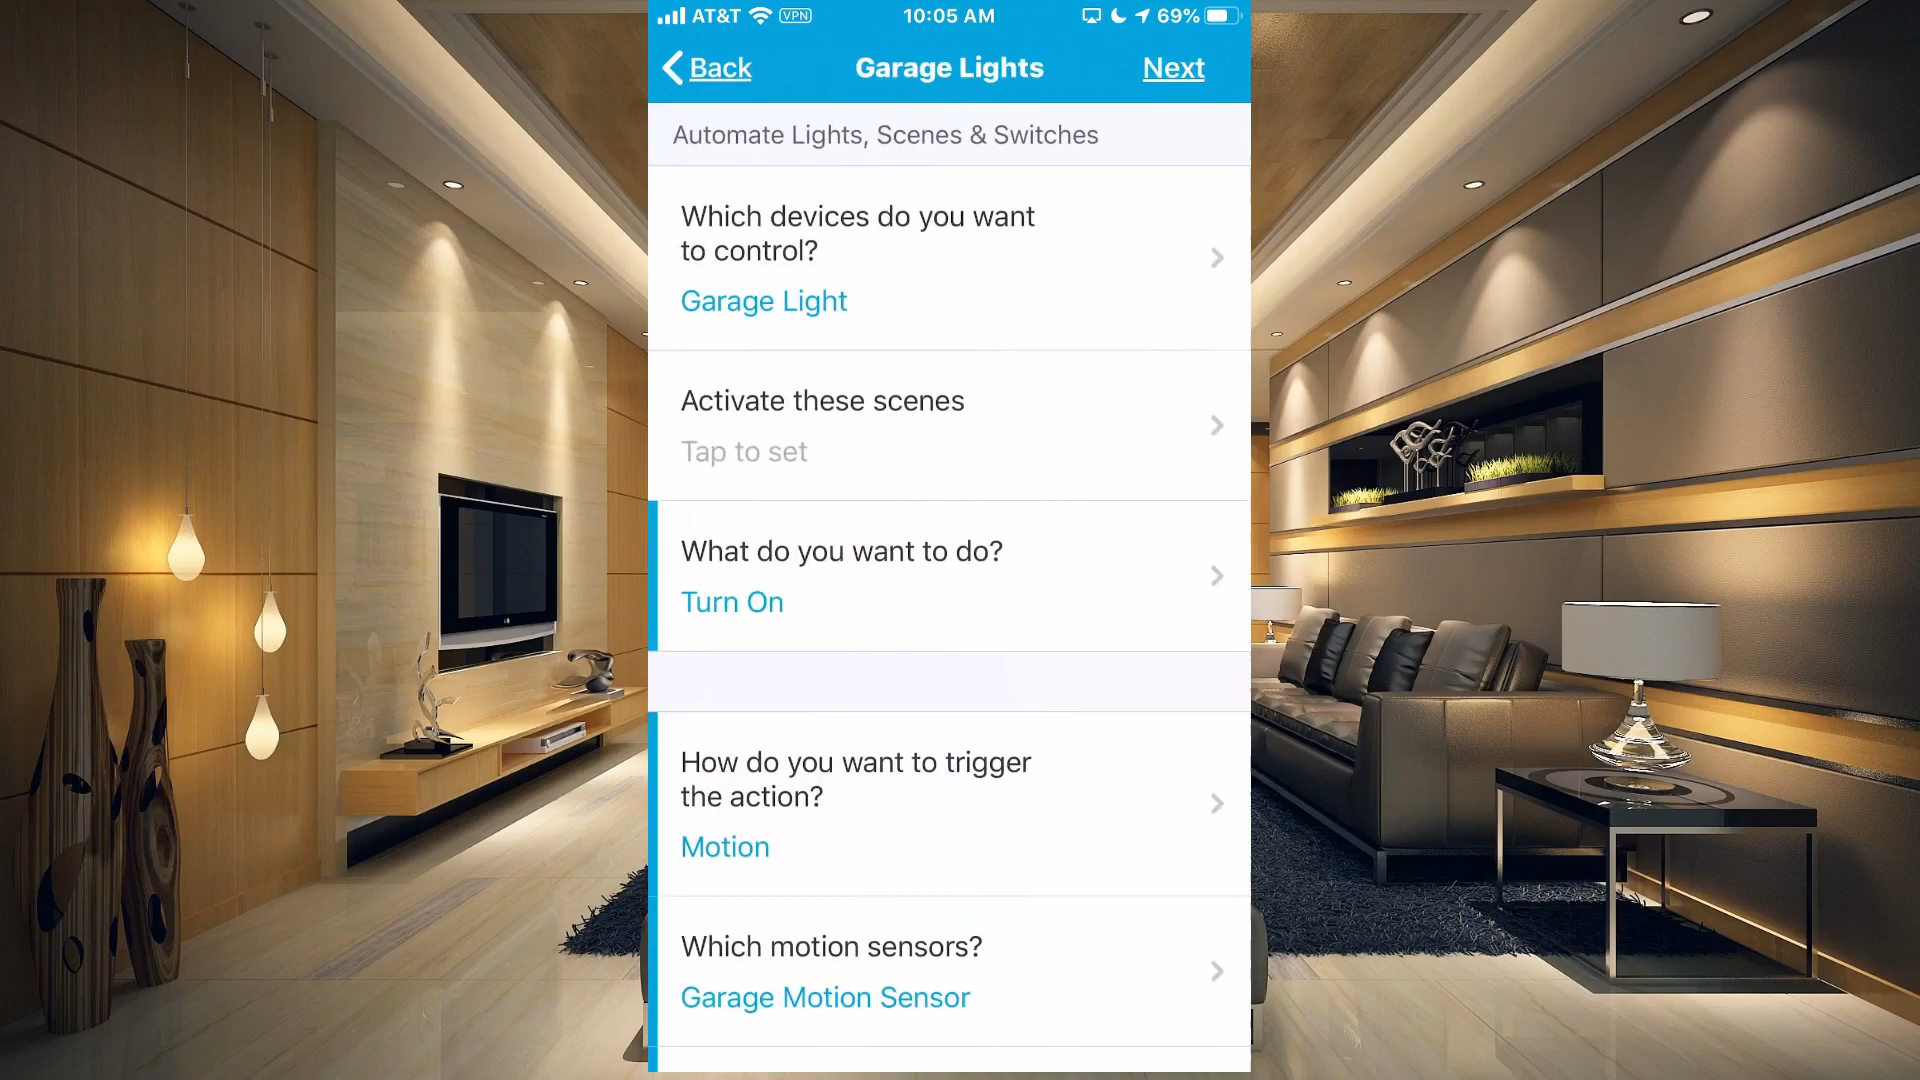 AT&T VPN 10:05 AM 69%
Back Garage Lights Next
Automate Lights, Scenes & Switches
Which devices do you want
to control?
Garage Light
Activate these scenes
Tap to set
What do you want to do?
Turn On
How do you want to trigger
the action?
Motion
Which motion sensors?
Garage Motion Sensor